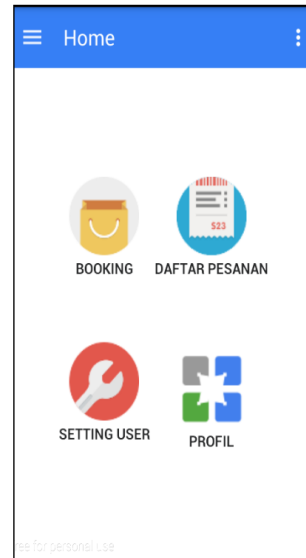 Home
$23
BOOKING
DAFTAR PESANAN
SETTING USER
PROFIL
ree for personal use